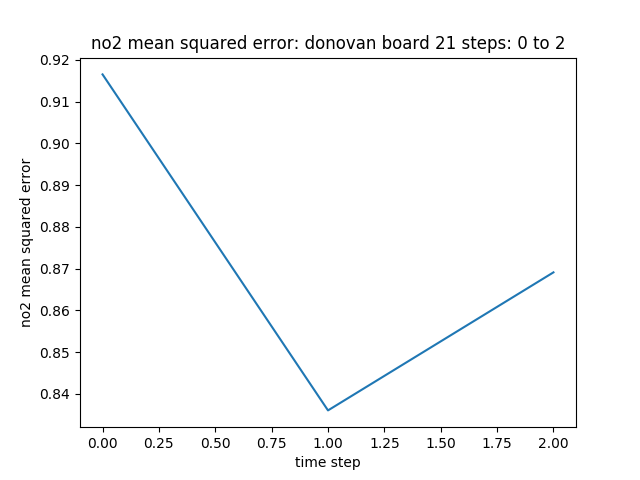 no2 mean squared error: donovan board 21 steps: 0 to 2
no2 mean squared error
0.92
0.91
0.90
0.89
0.88
0.87
0.86
0.85
0.84
0.00 0.25 0.50 0.75 1.00 1.25 1.50 1.75 2.00
time step